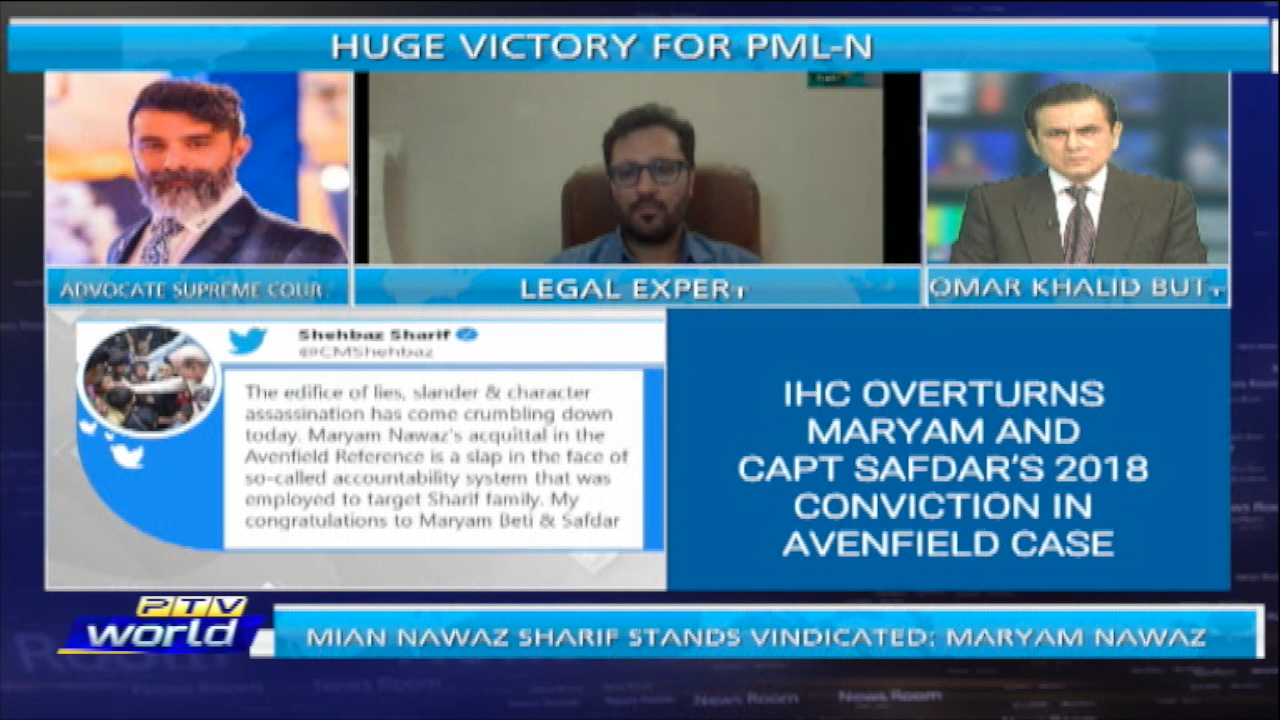 HUGE VICTORY FOR PML-N
ADVOCATE SUPREME COUR
LEGAL EXPERT
OMAR KHALID BUTT
Shehbaz Sharif
@CMShehbaz
The edifice of lies, slander & character
assassination has come crumbling down
today. Maryam Nawaz's acquittal in the
Avenfield Reference is a slap in the face of
so-called accountability system that was
employed to target Sharif family. My
congratulations to Maryam Beti & Safdar
IHC OVERTURNS
MARYAM AND
CAPT SAFDAR'S 2018
CONVICTION IN
AVENFIELD CASE
PTV
world
MIAN NAWAZ SHARIF STANDS VINDICATED: MARYAM NAWAZ
News Room
News Room